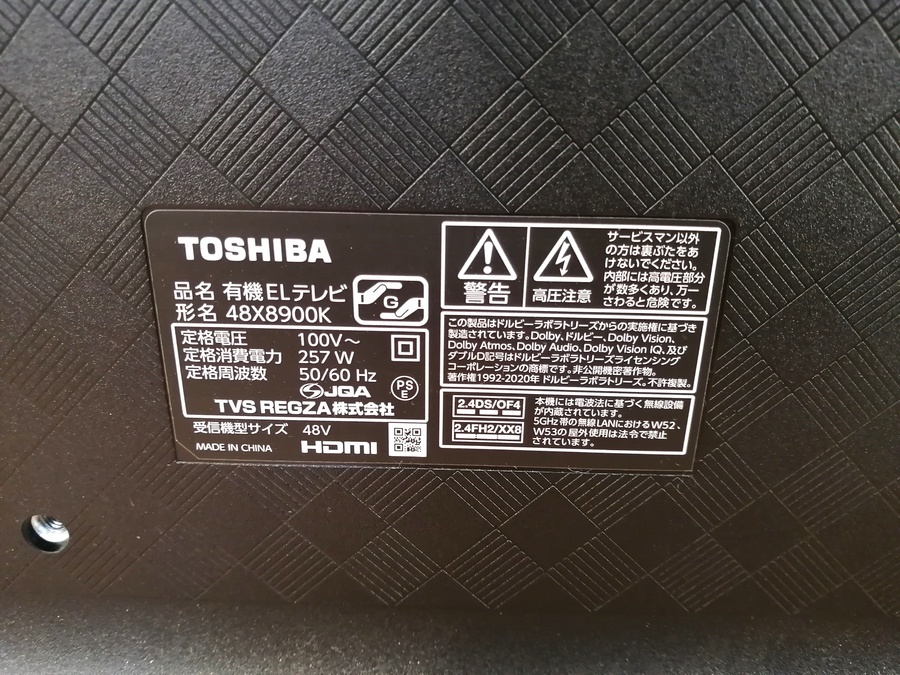 TOSHIBA
品名 有機ELテレビ
形名 48X8900K
G
定格電圧 100V～
定格消費電力 257 W
定格周波数 50/60 Hz
JQA
PS
E
TVS REGZA株式会社
受信機型サイズ 48V
MADE IN CHINA
HDMI
警告
高圧注意
サービスマン以外
の方は裏ぶたをあ
けないでください。
内部には高電圧部分
が数多くあり、万一
さわると危険です。
この製品はドルビーラボラトリーズからの実施権に基づき
製造されています。Dolby、ドルビー、Dolby Vision、
Dolby Atmos、Dolby Audio、Dolby Vision IQ、及び
ダブルD記号はドルビーラボラトリーズライセンシング
コーポレーションの商標です。非公開機密著作物。
著作権1992-2020年 ドルビーラボラトリーズ。不許複製。
2.4DS/OF4
2.4FH2/XX8
本機には電波法に基づく無線設備
が内蔵されています。
5GHz帯の無線LANにおけるW52、
W53の屋外使用は法令で禁止
されています。